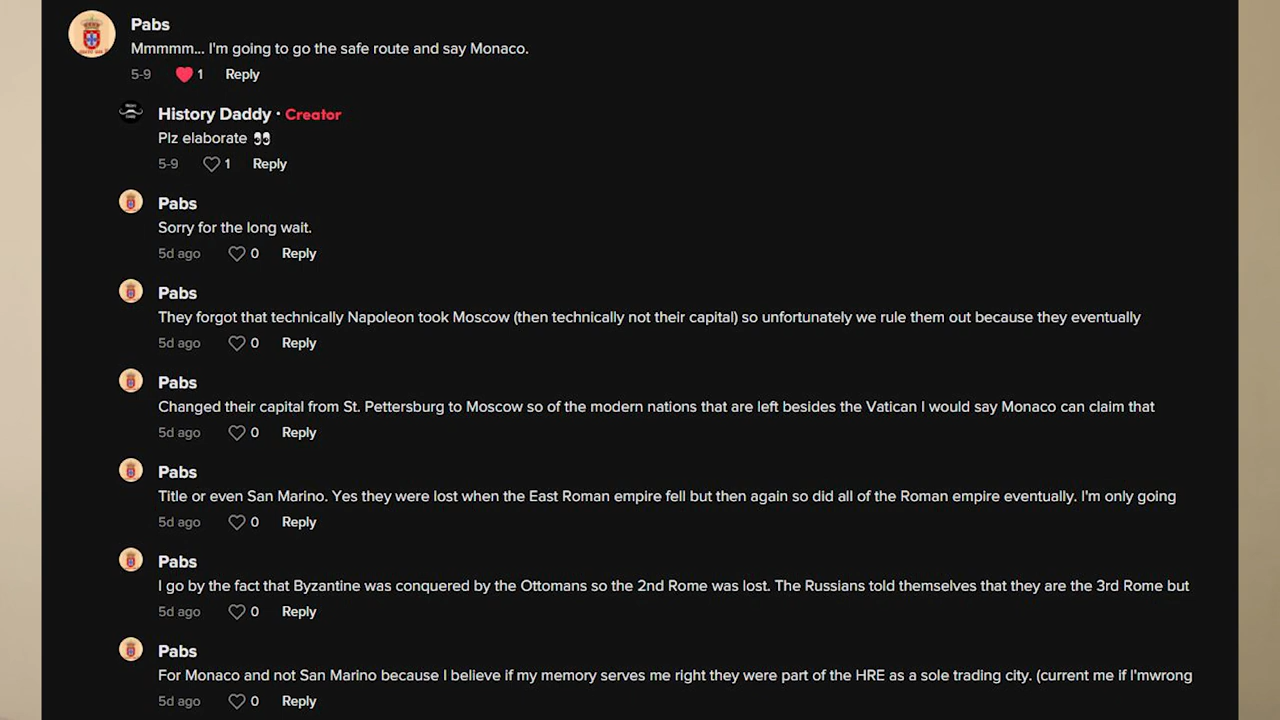 Pabs
Mmmmm... I'm going to go the safe route and say Monaco.
5-9 1 Reply
History Daddy · Creator
Plz elaborate 👀
5-9 1 Reply
Pabs
Sorry for the long wait.
5d ago 0 Reply
Pabs
They forgot that technically Napoleon took Moscow (then technically not their capital) so unfortunately we rule them out because they eventually
5d ago 0 Reply
Pabs
Changed their capital from St. Pettersburg to Moscow so of the modern nations that are left besides the Vatican I would say Monaco can claim that
5d ago 0 Reply
Pabs
Title or even San Marino. Yes they were lost when the East Roman empire fell but then again so did all of the Roman empire eventually. I'm only going
5d ago 0 Reply
Pabs
I go by the fact that Byzantine was conquered by the Ottomans so the 2nd Rome was lost. The Russians told themselves that they are the 3rd Rome but
5d ago 0 Reply
Pabs
For Monaco and not San Marino because I believe if my memory serves me right they were part of the HRE as a sole trading city. (current me if I'mwrong
5d ago 0 Reply